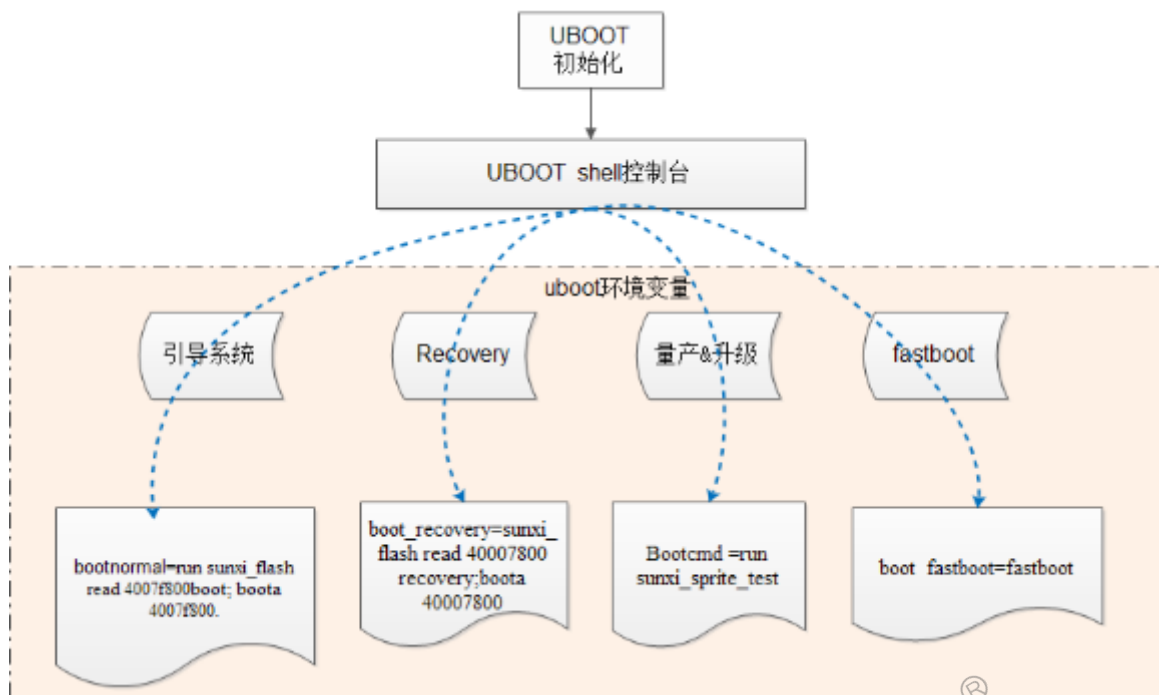 UBOOT
初始化
UBOOT shell控制台
uboot环境变量
引导系统
Recovery
量产&升级
fastboot
bootnormal=run sunxi_flash
read 4007f800boot; boota
4007f800.
boot_recovery=sunxi_
flash read 40007800
recovery;boota
40007800
Bootcmd =run
sunxi_sprite_test
boot fastboot=fastboot
®